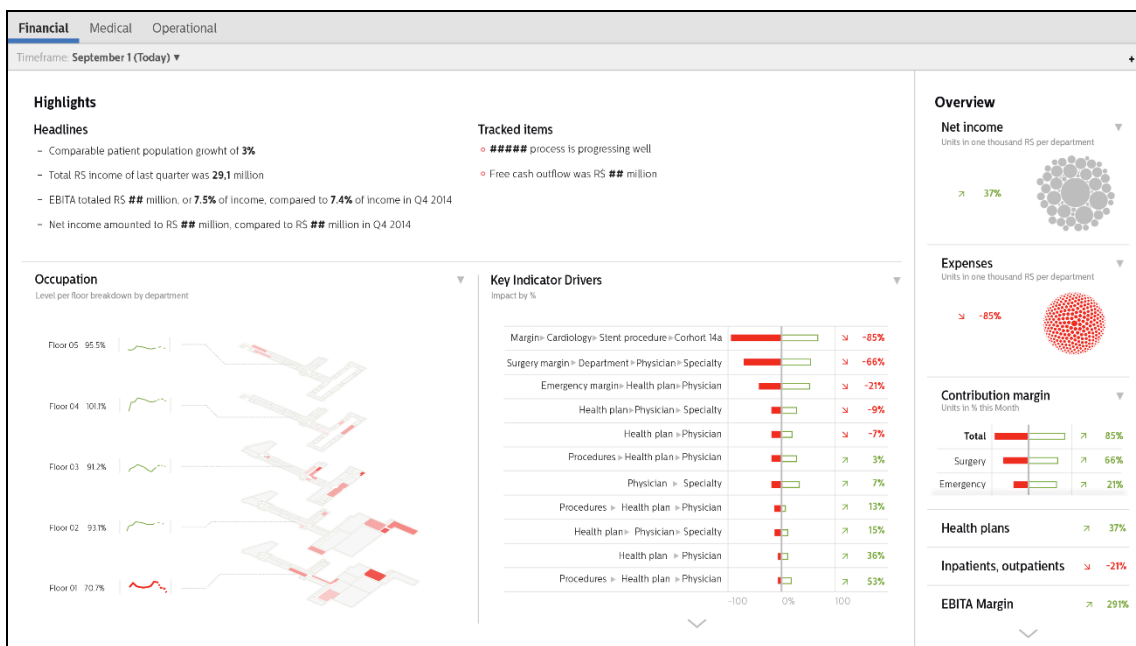 Financial Medical Operational
Timeframe: September 1 (Today) ▼
+
Highlights
Headlines
– Comparable patient population growht of 3%
– Total RS income of last quarter was 29,1 million
– EBITA totaled RS ## million, or 7.5% of income, compared to 7.4% of income in Q4 2014
– Net income amounted to RS ## million, compared to RS ## million in Q4 2014
Tracked items
##### process is progressing well
Free cash outflow was RS ## million
Occupation
Level per floor breakdown by department
Floor 05 95.5%
Floor 04 101.1%
Floor 03 91.2%
Floor 02 93.1%
Floor 01 70.7%
Key Indicator Drivers
Impact by %
Margin▶Cardiology▶Stent procedure▶Corhort 14a -85%
Surgery margin▶Department▶Physician▶Specialty -66%
Emergency margin▶Health plan▶Physician -21%
Health plan▶Physician▶Specialty -9%
Health plan▶Physician -7%
Procedures▶Health plan▶Physician 3%
Physician ▶ Specialty 7%
Procedures ▶ Health plan ▶ Physician 13%
Health plan▶ Physician▶Specialty 15%
Health plan ▶ Physician 36%
Procedures ▶ Health plan ▶ Physician 53%
-100 0% 100
Overview
Net income
Units in one thousand RS per department
37%
Expenses
Units in one thousand RS per department
-85%
Contribution margin
Units in % this Month
Total 85%
Surgery 66%
Emergency 21%
Health plans 37%
Inpatients, outpatients -21%
EBITA Margin 291%